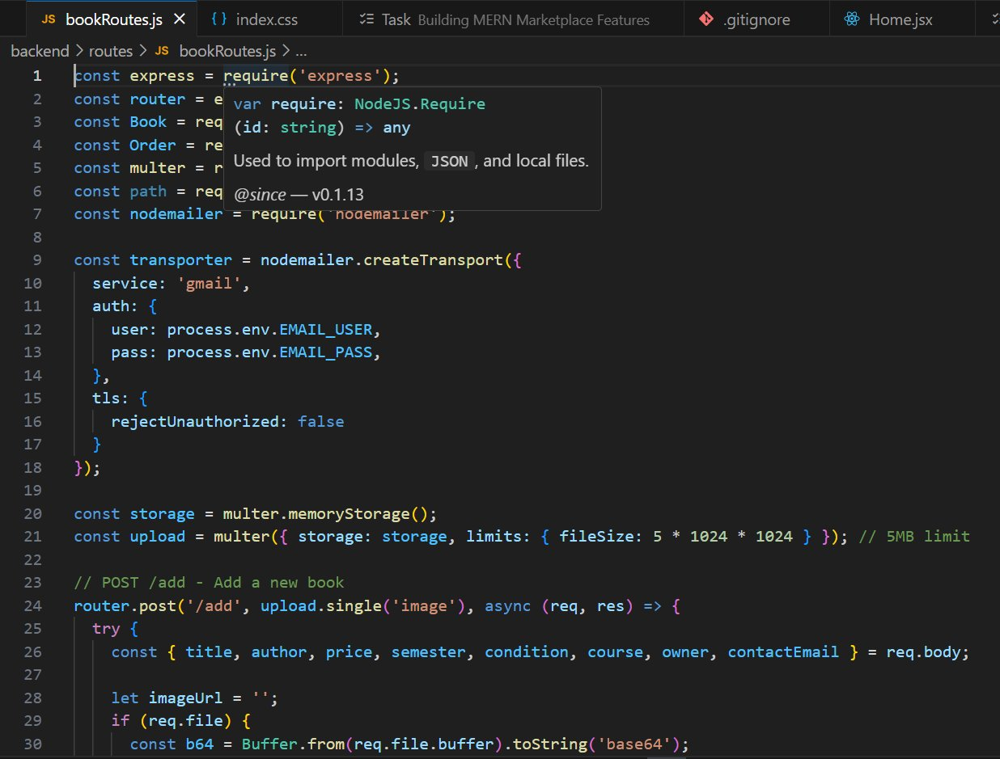 JS bookRoutes.js × {} index.css Task Building MERN Marketplace Features .gitignore Home.jsx
backend > routes > JS bookRoutes.js > ...
1 const express = require('express');
2 const router = e
3 const Book = req
4 const Order = re
5 const multer = r
6 const path = req
7 const nodemailer = require('nodemailer');
var require: NodeJS.Require
(id: string) => any
Used to import modules, JSON, and local files.
@since — v0.1.13
8
9 const transporter = nodemailer.createTransport({
10 service: 'gmail',
11 auth: {
12 user: process.env.EMAIL_USER,
13 pass: process.env.EMAIL_PASS,
14 },
15 tls: {
16 rejectUnauthorized: false
17 }
18 });
19
20 const storage = multer.memoryStorage();
21 const upload = multer({ storage: storage, limits: { fileSize: 5 * 1024 * 1024 } }); // 5MB limit
22
23 // POST /add - Add a new book
24 router.post('/add', upload.single('image'), async (req, res) => {
25 try {
26 const { title, author, price, semester, condition, course, owner, contactEmail } = req.body;
27
28 let imageUrl = '';
29 if (req.file) {
30 const b64 = Buffer.from(req.file.buffer).toString('base64');